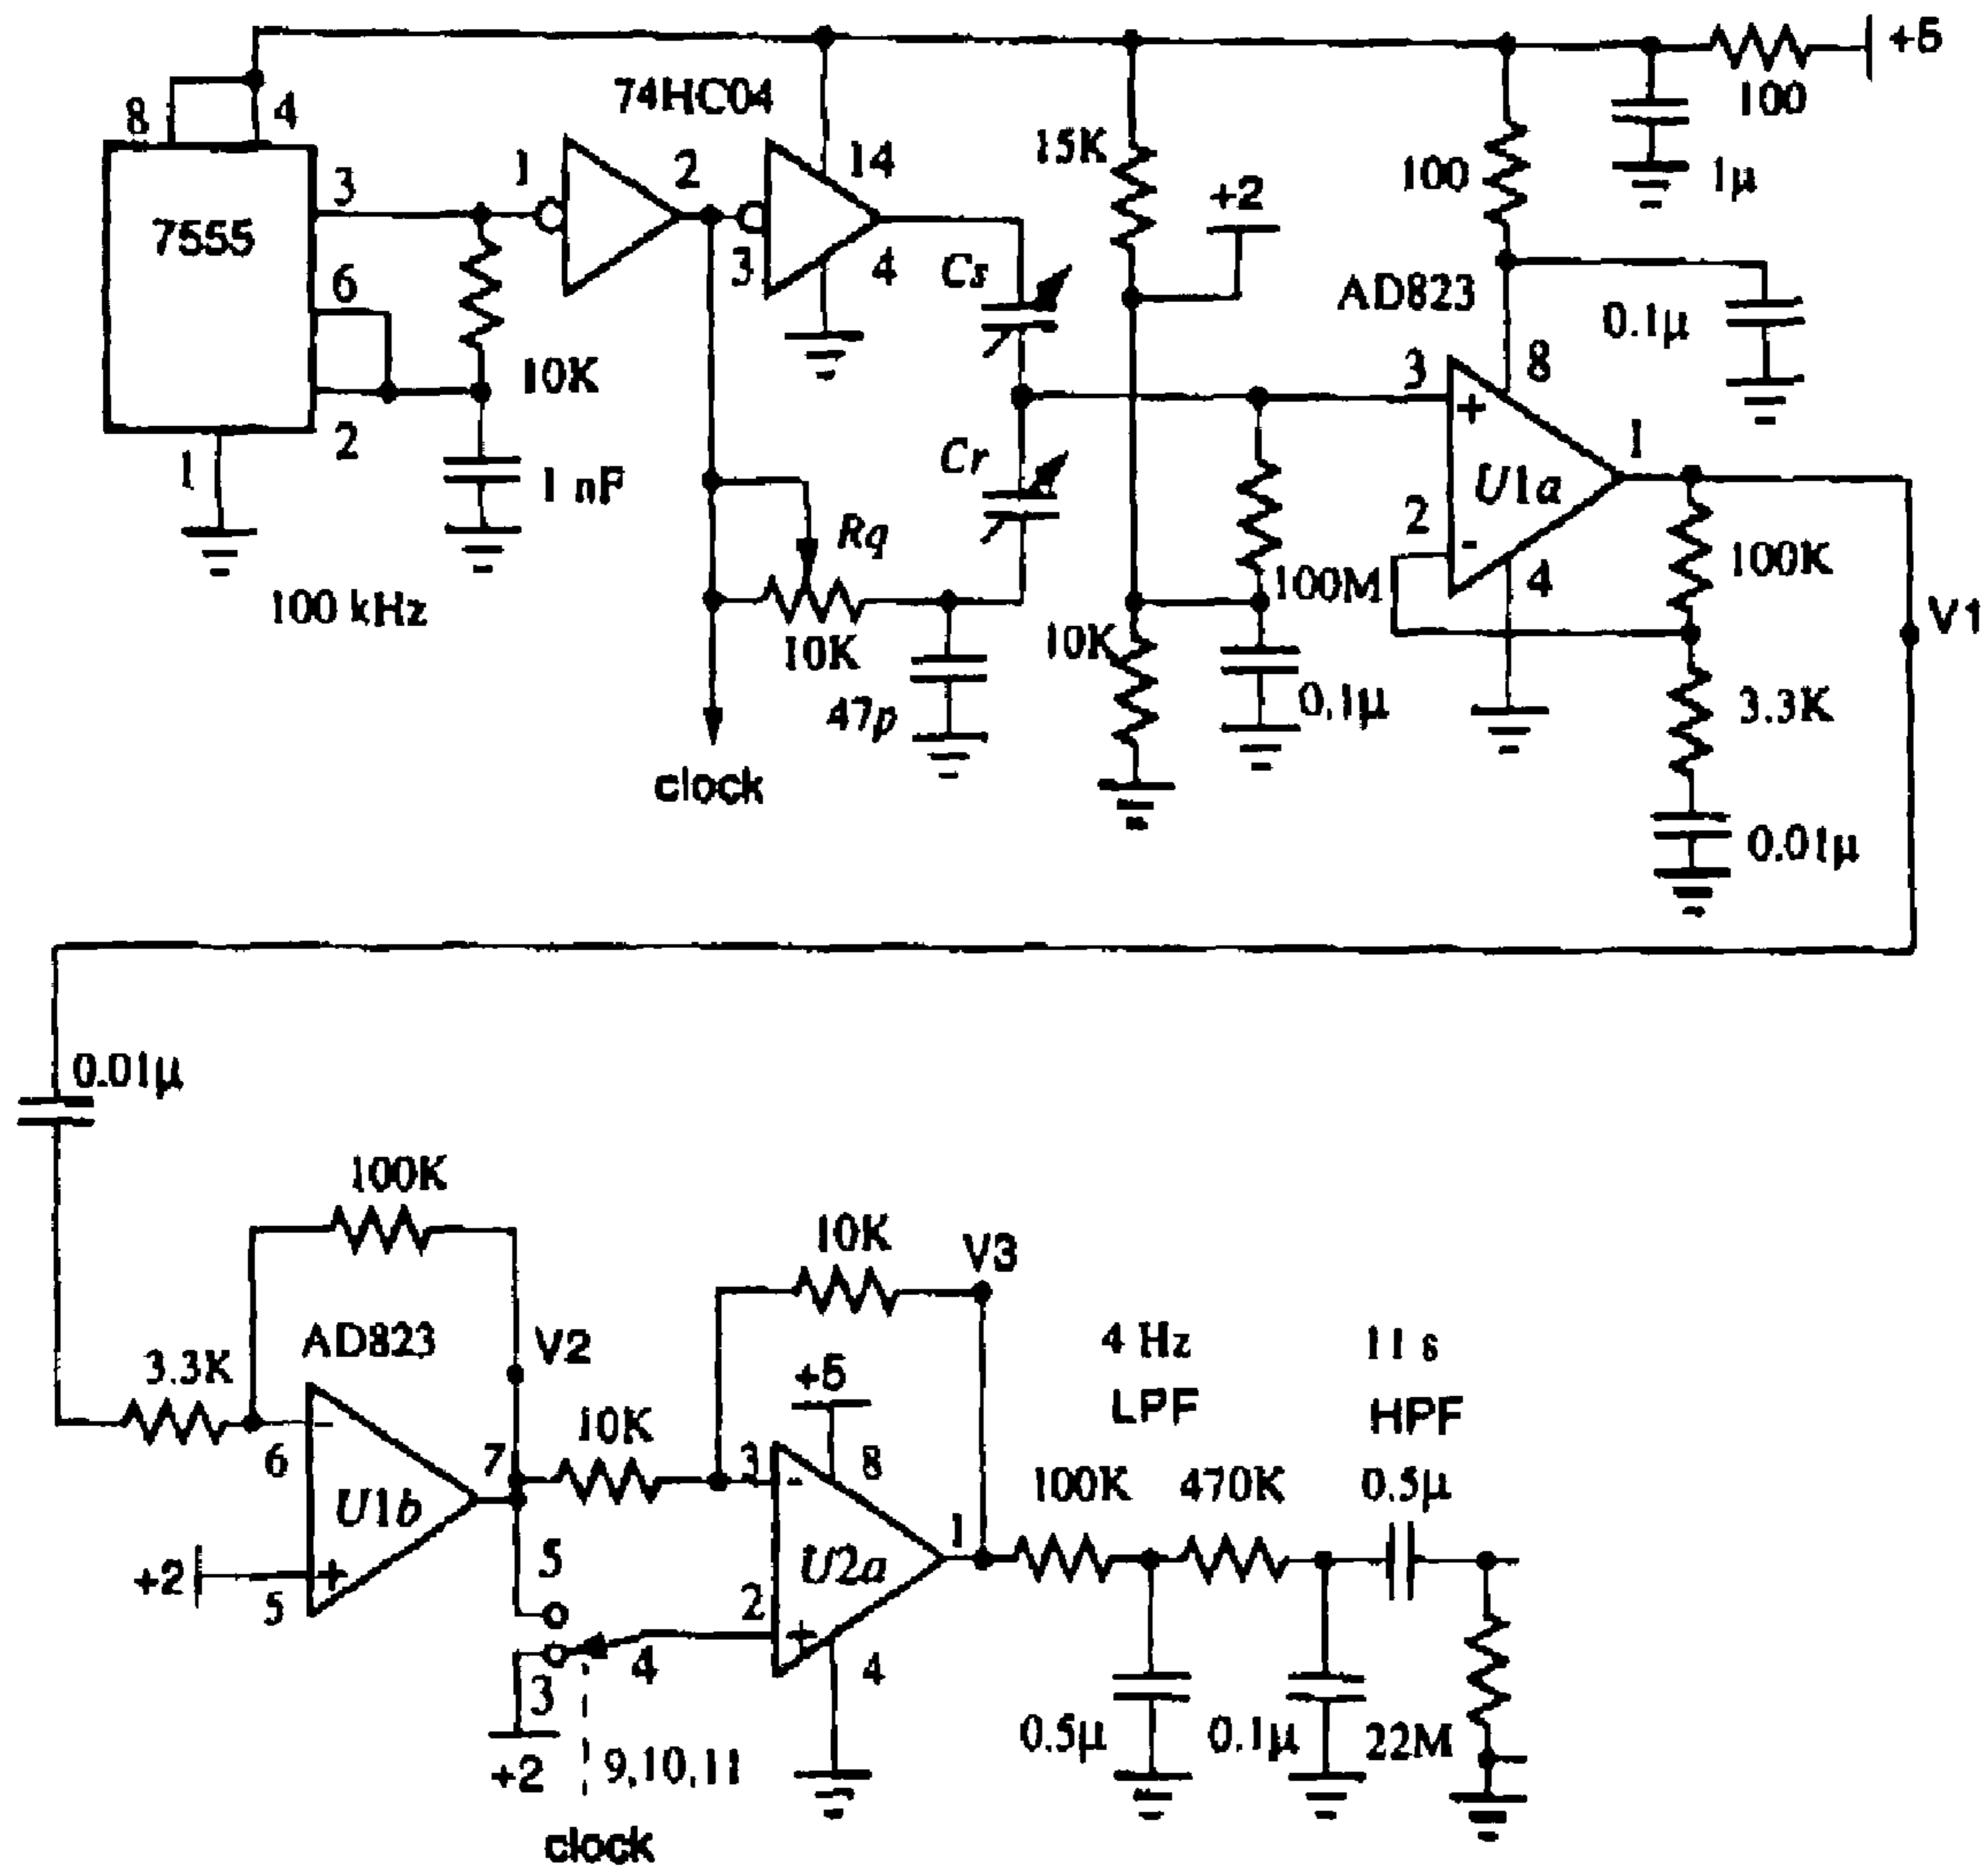 +5
74HC04
100
8
4
14
15K
100
1µ
3
1
2
+2
7555
3
4
Cs
AD823
0.1µ
6
10K
3
8
1
Cr
U1a
2
1
1 nF
2
Rq
100M
4
100K
V1
100 kHz
10K
10K
47p
0.1µ
3.3K
clock
0.01µ
0.01µ
100K
10K
V3
AD823
V2
4 Hz
11 s
3.3K
+5
LPF
HPF
10K
6
7
3
-
8
100K
470K
0.5µ
U1b
1
+2
5
5
U2a
2
4
4
3
0.5µ
0.1µ
22M
+2
9,10,11
clock